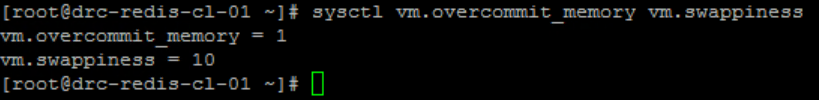 [root@drc-redis-cl-01 ~]# sysctl vm.overcommit_memory vm.swappiness
vm.overcommit_memory = 1
vm.swappiness = 10
[root@drc-redis-cl-01 ~]#